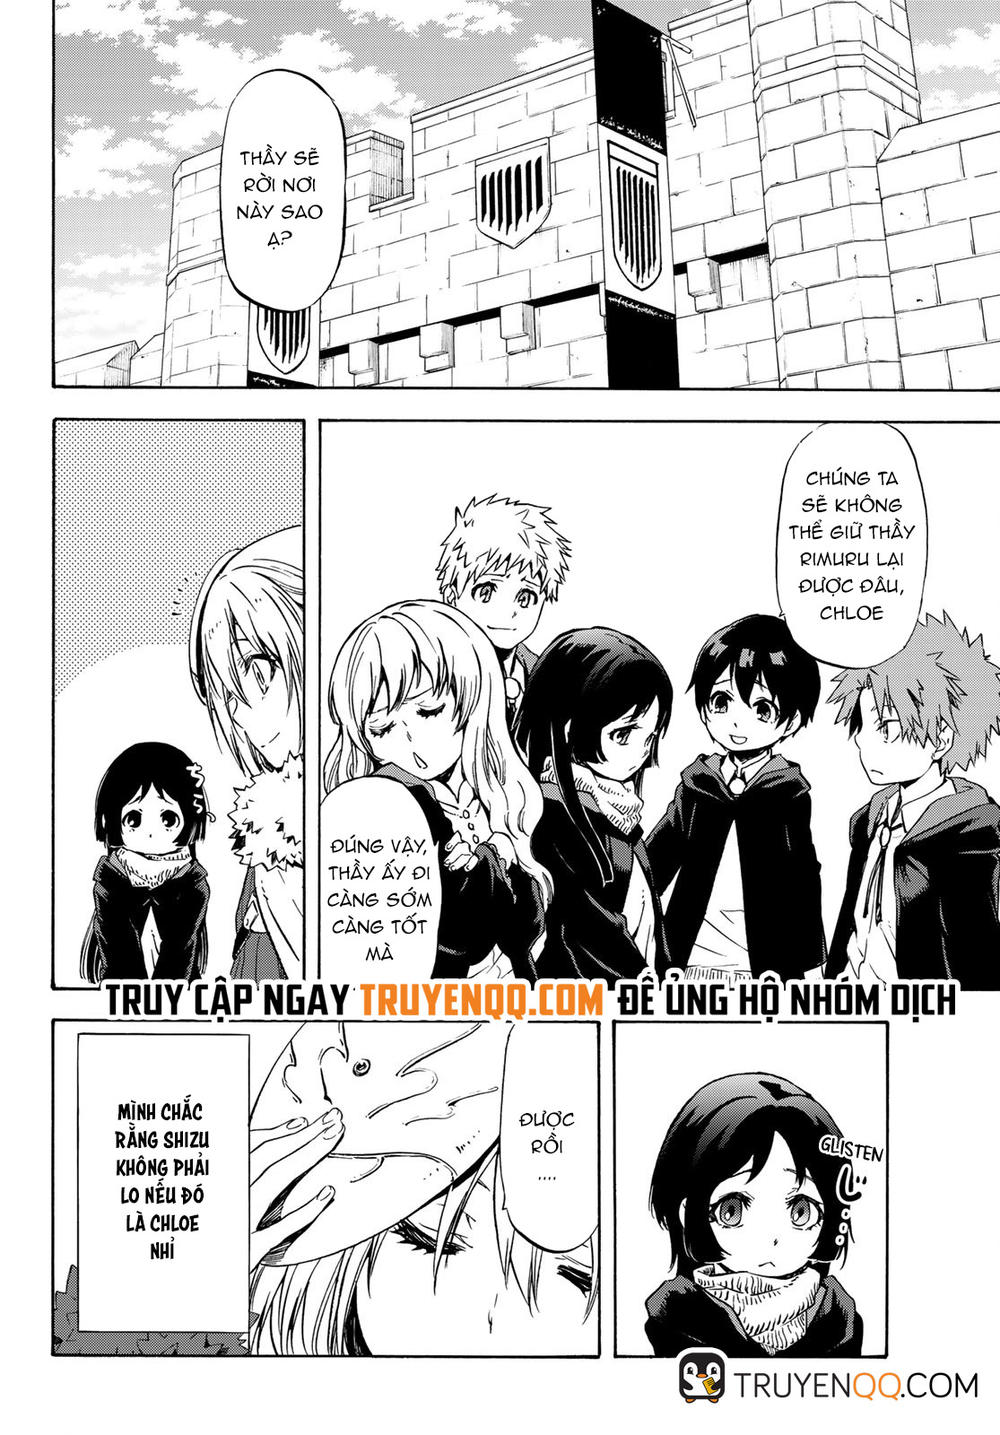 THẦY SẼ
RỜI NƠI
NÀY SAO
Ạ?
CHÚNG TA
SẼ KHÔNG
THỂ GIỮ THẦY
RIMURU LẠI
ĐƯỢC ĐÂU,
CHLOE
ĐÚNG VẬY,
THẦY ẤY ĐI
CÀNG SỚM
CÀNG TỐT
MÀ
TRUY CẬP NGAY TRUYENQQ.COM ĐỂ ỦNG HỘ NHÓM DỊCH
GLISTEN
じ...
ĐƯỢC
RỒI
....
MÌNH CHẮC
RẰNG SHIZU
KHÔNG PHẢI
LO NẾU ĐÓ
LÀ CHLOE
NHỈ
TRUYENQQ.COM